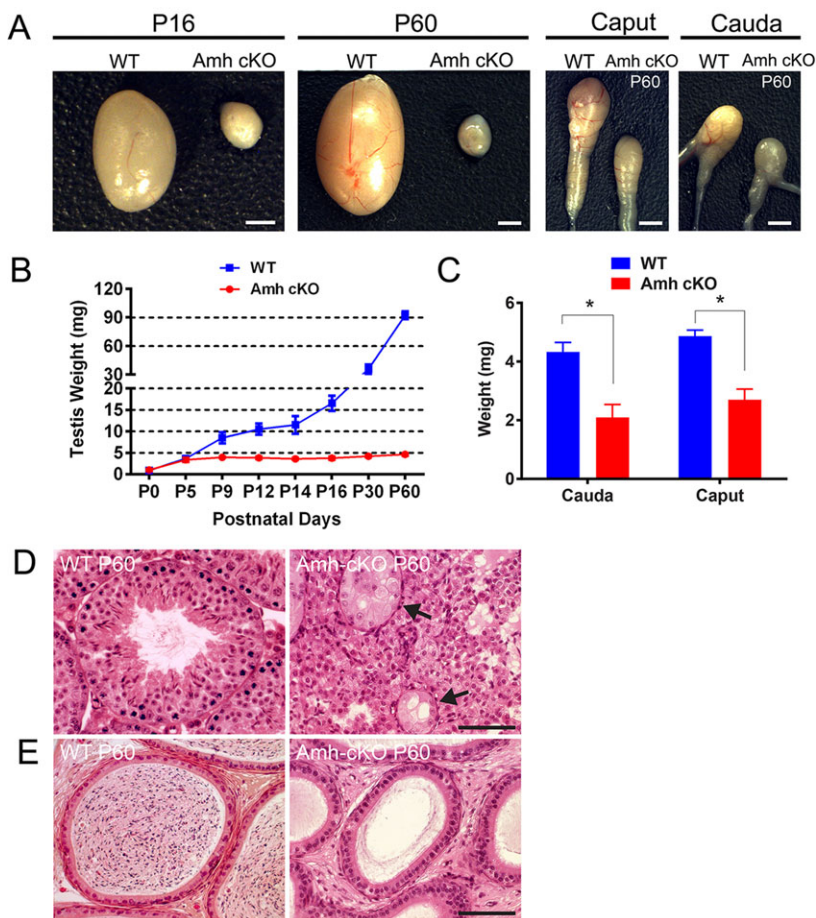 A
P16
P60
Caput
Cauda
WT
Amh cKO
WT
Amh cKO
WT
Amh cKO
WT
Amh cKO
P60
P60
B
WT
Amh cKO
Testis Weight (mg)
120
90
60
30
20
15
10
5
0
P0 P5 P9 P12 P14 P16 P30 P60
Postnatal Days
C
WT
Amh cKO
Weight (mg)
6
4
2
0
*
*
Cauda
Caput
D
WT P60
Amh-cKO P60
E
WT P60
Amh-cKO P60